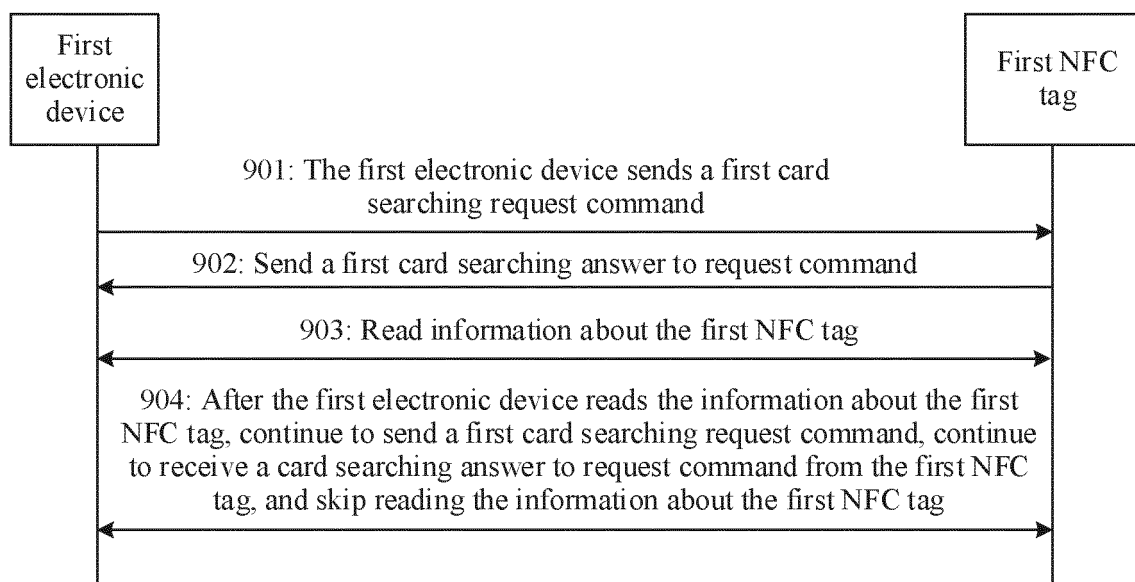 First
electronic
device
First NFC
tag
901: The first electronic device sends a first card
searching request command
902: Send a first card searching answer to request command
903: Read information about the first NFC tag
904: After the first electronic device reads the information about the first
NFC tag, continue to send a first card searching request command, continue
to receive a card searching answer to request command from the first NFC
tag, and skip reading the information about the first NFC tag